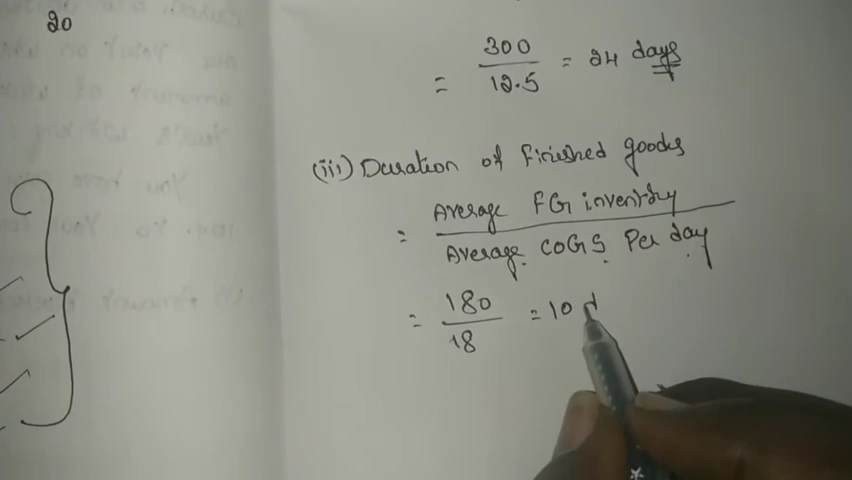 20
= 300 / 12.5 = 24 days
(iii) Duration of Finished goods
= Average FG inventry / Average COGS Per day
= 180 / 18 = 10 d